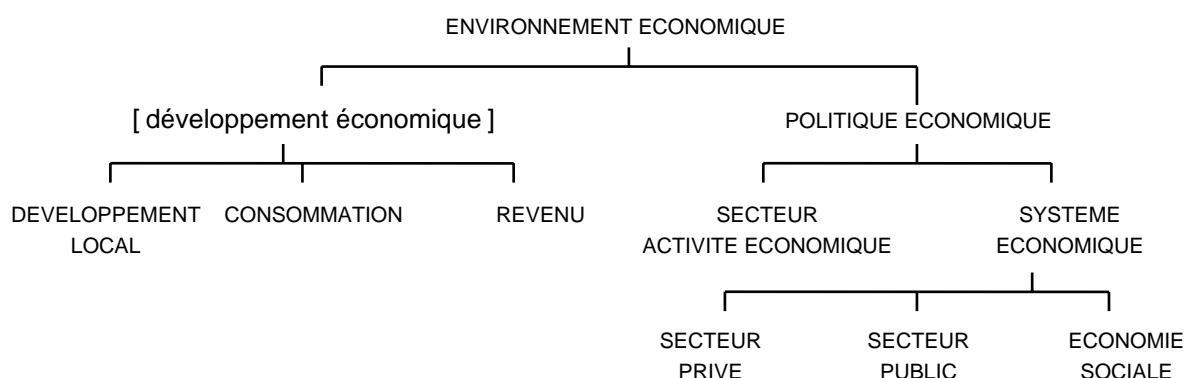 ENVIRONNEMENT ECONOMIQUE
[ développement économique ]
POLITIQUE ECONOMIQUE
DEVELOPPEMENT LOCAL
CONSOMMATION
REVENU
SECTEUR ACTIVITE ECONOMIQUE
SYSTEME ECONOMIQUE
SECTEUR PRIVE
SECTEUR PUBLIC
ECONOMIE SOCIALE